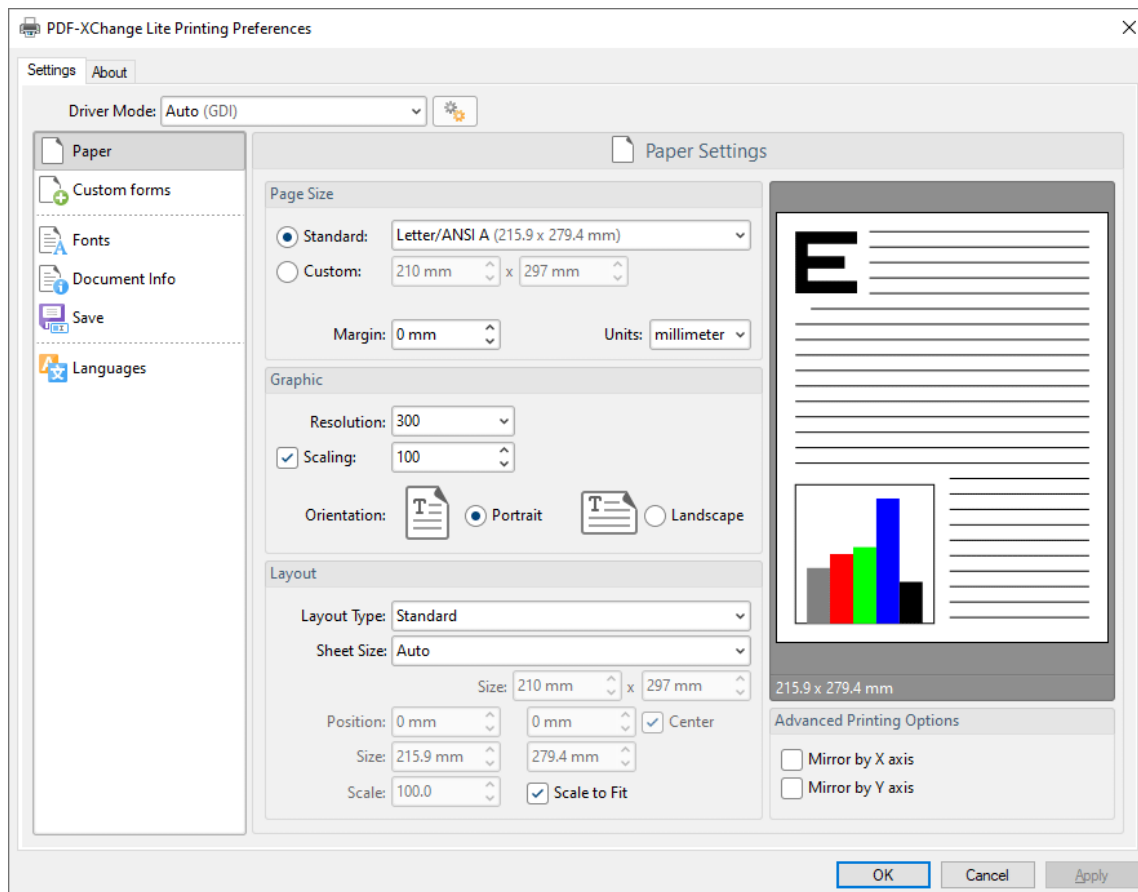 PDF-XChange Lite Printing Preferences
Settings About
Driver Mode: Auto (GDI)
Paper
Custom forms
Fonts
Document Info
Save
Languages
Paper Settings
Page Size
Standard: Letter/ANSI A (215.9 x 279.4 mm)
Custom: 210 mm x 297 mm
Margin: 0 mm Units: millimeter
Graphic
Resolution: 300
Scaling: 100
Orientation: T Portrait T Landscape
Layout
Layout Type: Standard
Sheet Size: Auto
Size: 210 mm x 297 mm
Position: 0 mm 0 mm Center
Size: 215.9 mm 279.4 mm
Scale: 100.0 Scale to Fit
E
215.9 x 279.4 mm
Advanced Printing Options
Mirror by X axis
Mirror by Y axis
OK Cancel Apply